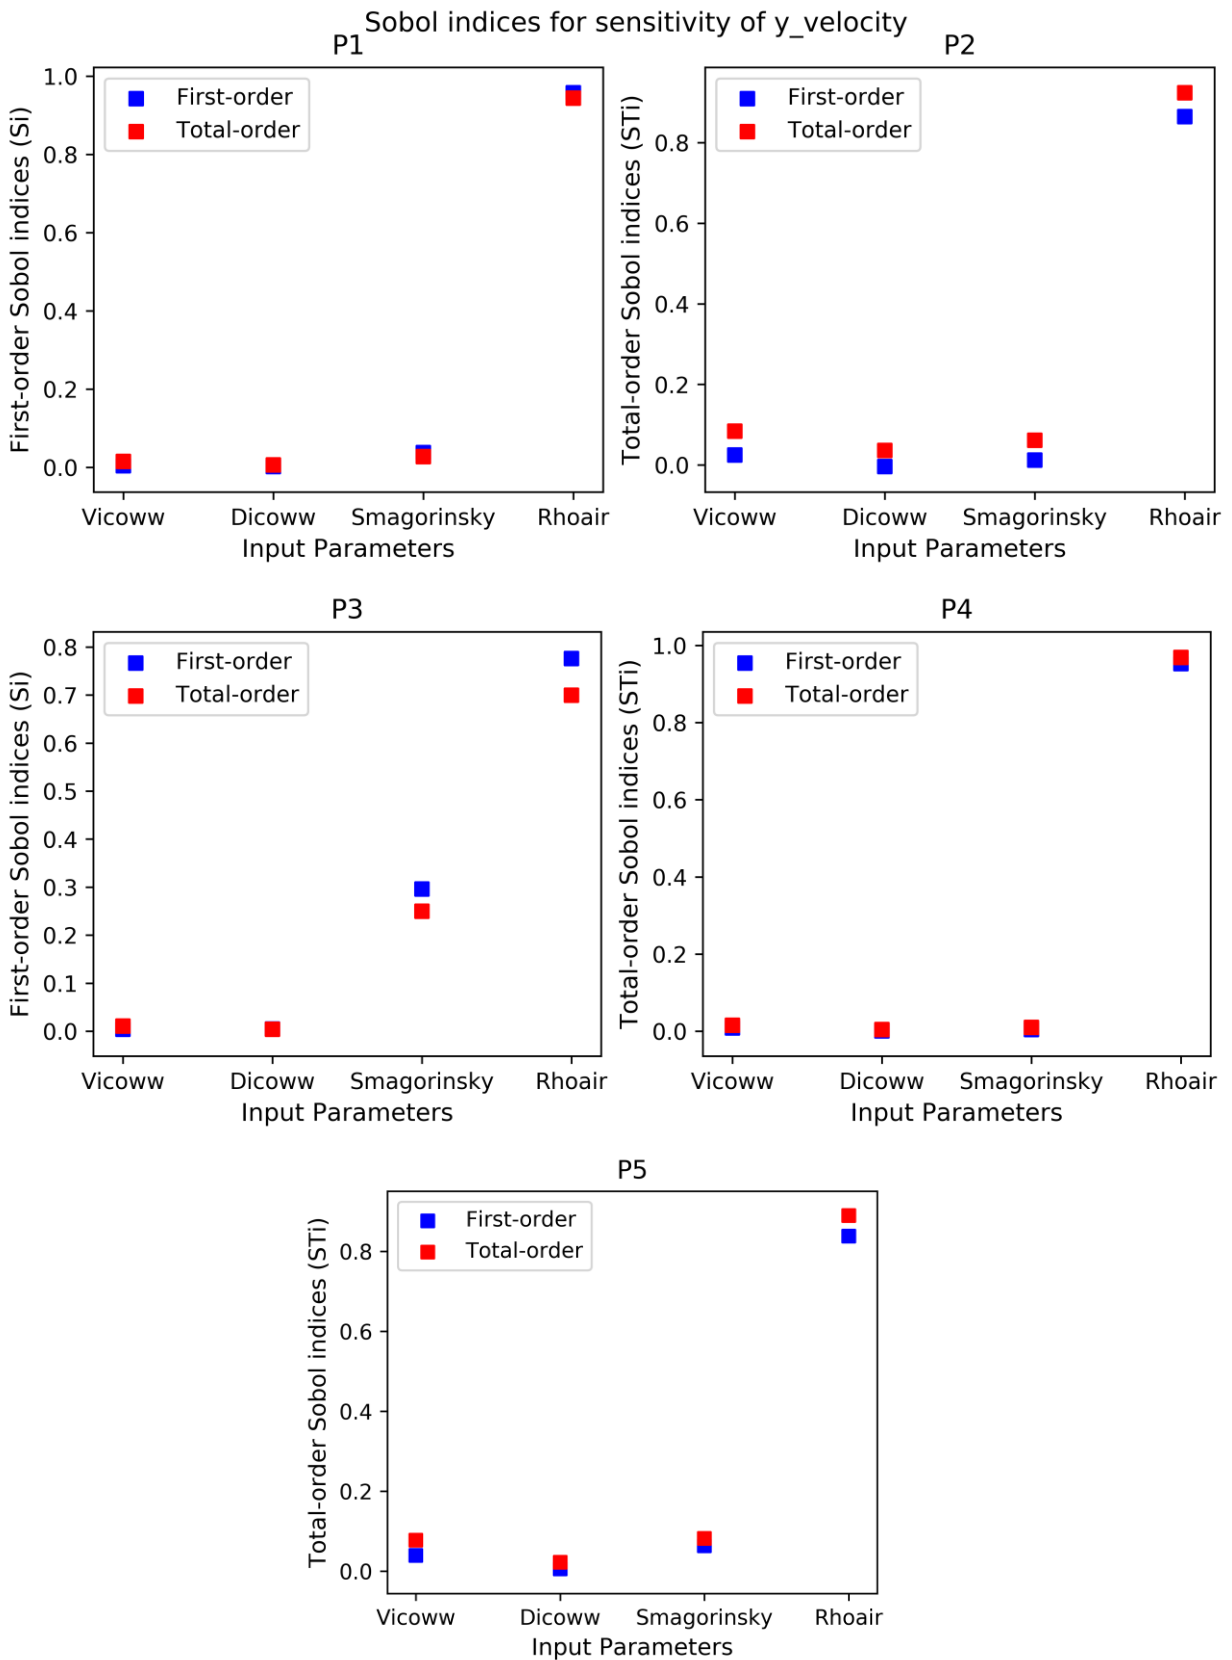 Sobol indices for sensitivity of y_velocity
P1
First-order Sobol indices (Si)
1.0
0.8
0.6
0.4
0.2
0.0
First-order
Total-order
Vicoww Dicoww Smagorinsky Rhoair
Input Parameters
P2
Total-order Sobol indices (STi)
0.8
0.6
0.4
0.2
0.0
First-order
Total-order
Vicoww Dicoww Smagorinsky Rhoair
Input Parameters
P3
First-order Sobol indices (Si)
0.8
0.7
0.6
0.5
0.4
0.3
0.2
0.1
0.0
First-order
Total-order
Vicoww Dicoww Smagorinsky Rhoair
Input Parameters
P4
Total-order Sobol indices (STi)
1.0
0.8
0.6
0.4
0.2
0.0
First-order
Total-order
Vicoww Dicoww Smagorinsky Rhoair
Input Parameters
P5
Total-order Sobol indices (STi)
0.8
0.6
0.4
0.2
0.0
First-order
Total-order
Vicoww Dicoww Smagorinsky Rhoair
Input Parameters